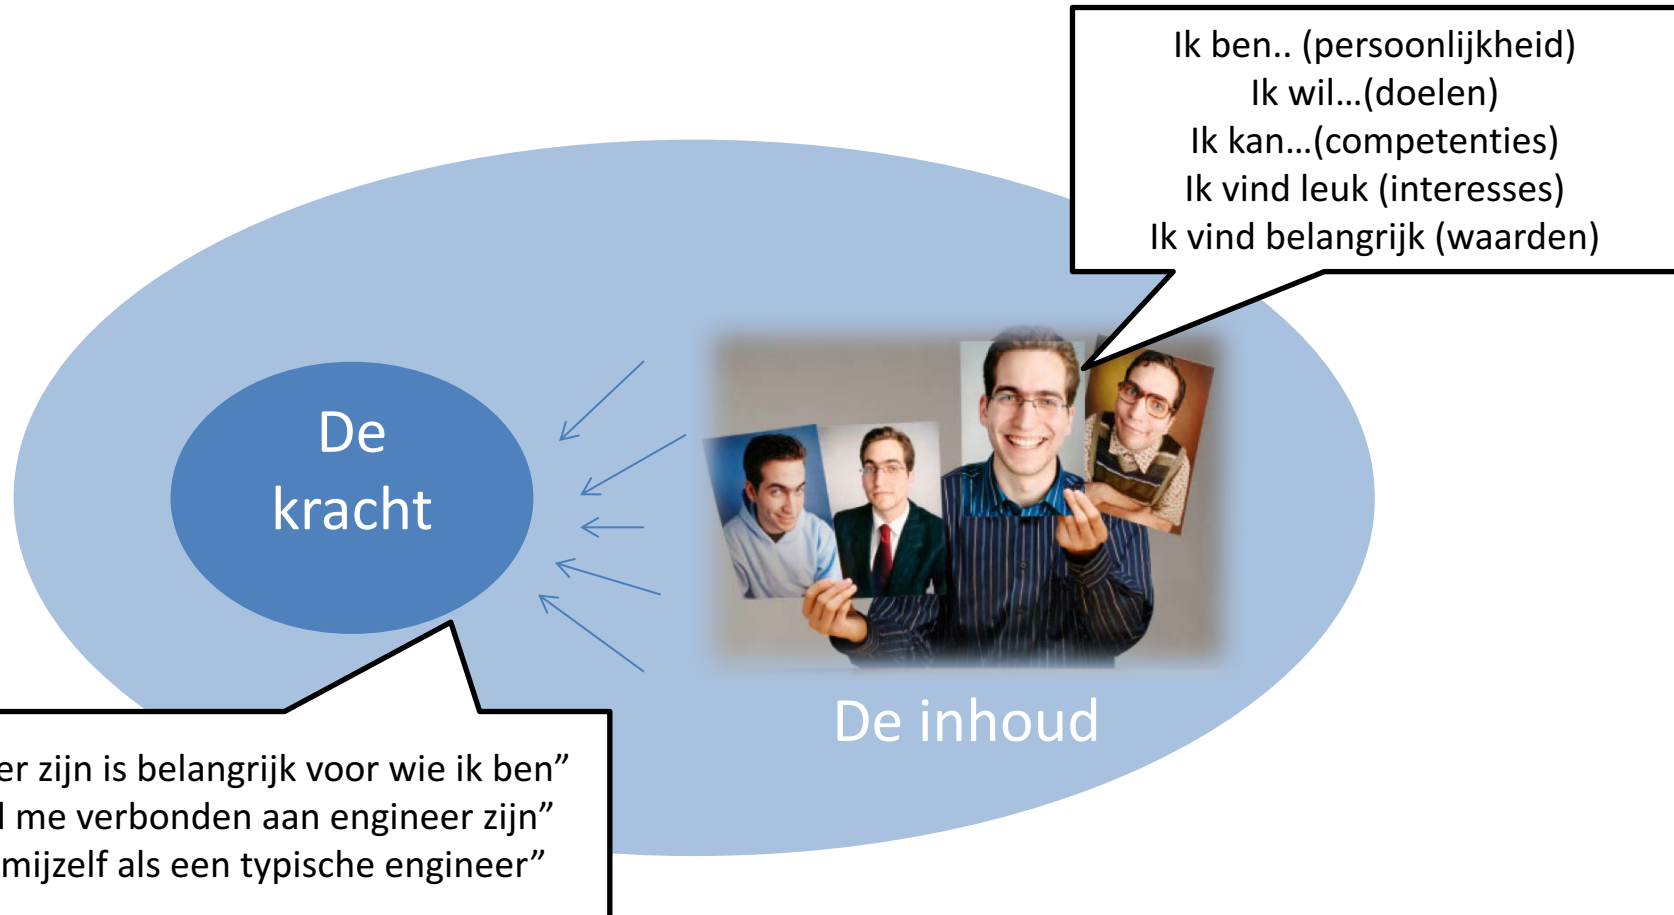 Ik ben.. (persoonlijkheid)
Ik wil…(doelen)
Ik kan…(competenties)
Ik vind leuk (interesses)
Ik vind belangrijk (waarden)
De
kracht
De inhoud
zijn is belangrijk voor wie ik ben”
me verbonden aan engineer zijn”
mijzelf als een typische engineer”